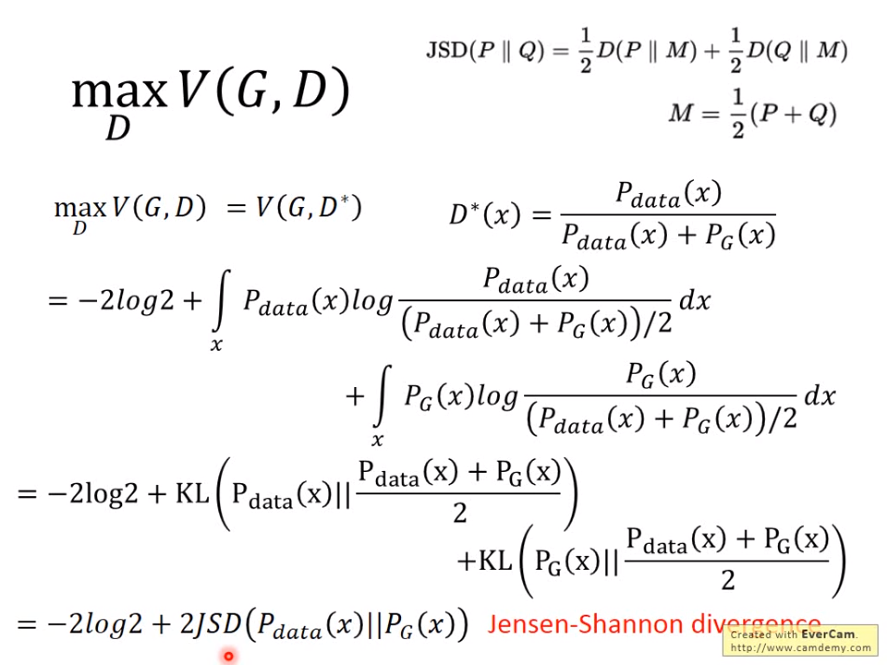 JSD(P ∥ Q) = 1/2 D(P ∥ M) + 1/2 D(Q ∥ M)
max_D V(G, D)
M = 1/2 (P + Q)
max_D V(G, D) = V(G, D*)
D*(x) = P_data(x) / (P_data(x) + P_G(x))
= −2log2 + ∫_x P_data(x)log P_data(x) / ((P_data(x) + P_G(x))/2) dx
+ ∫_x P_G(x)log P_G(x) / ((P_data(x) + P_G(x))/2) dx
= −2log2 + KL(P_data(x)||(P_data(x) + P_G(x))/2)
+KL(P_G(x)||(P_data(x) + P_G(x))/2)
= −2log2 + 2JSD(P_data(x)||P_G(x)) Jensen-Shannon divergence
Created with EverCam.
http://www.camdemy.com